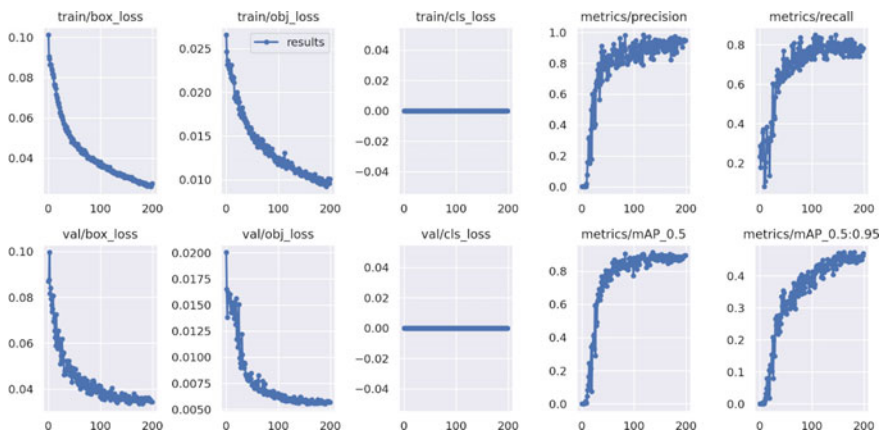 train/box_loss
train/obj_loss
train/cls_loss
metrics/precision
metrics/recall
0.10
0.08
0.06
0.04
0 100 200
0.025
0.020
0.015
0.010
results
0 100 200
0.04
0.02
0.00
−0.02
−0.04
0 100 200
1.0
0.8
0.6
0.4
0.2
0.0
0 100 200
0.8
0.6
0.4
0.2
0 100 200
val/box_loss
val/obj_loss
val/cls_loss
metrics/mAP_0.5
metrics/mAP_0.5:0.95
0.10
0.08
0.06
0.04
0 100 200
0.0200
0.0175
0.0150
0.0125
0.0100
0.0075
0.0050
0 100 200
0.04
0.02
0.00
−0.02
−0.04
0 100 200
0.8
0.6
0.4
0.2
0.0
0 100 200
0.4
0.3
0.2
0.1
0.0
0 100 200